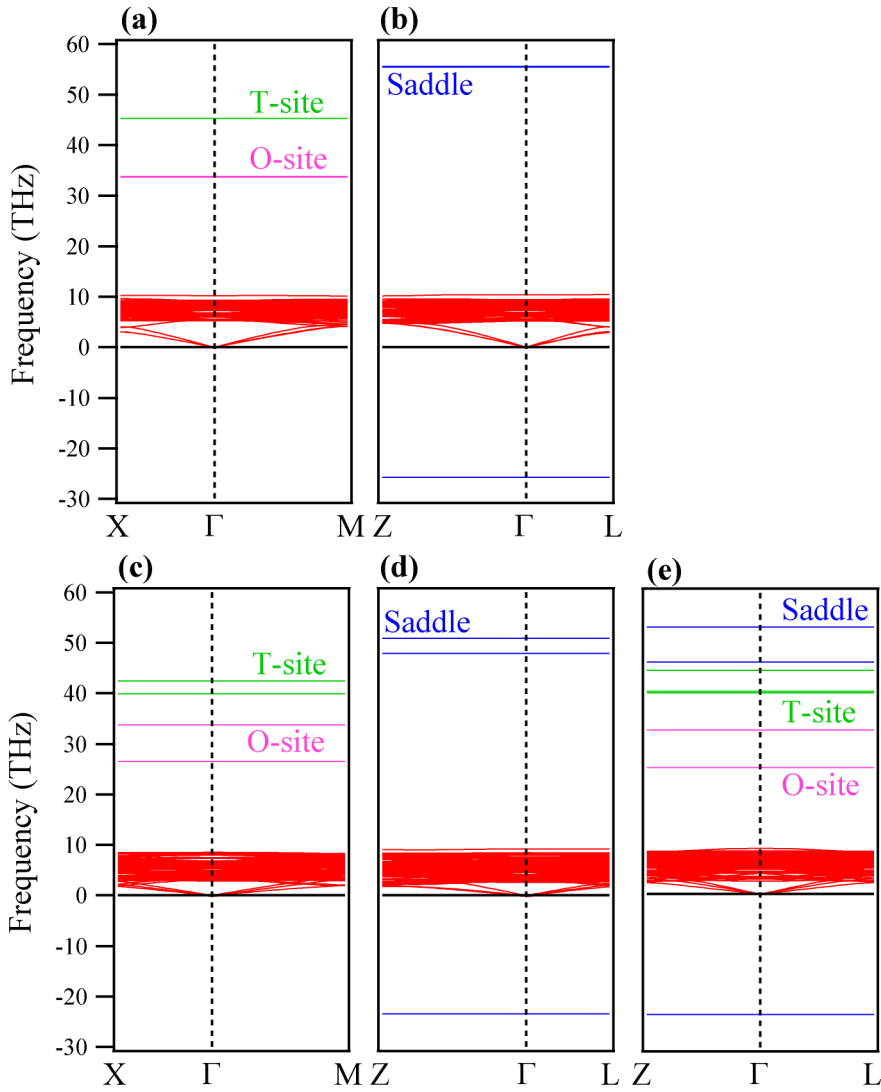 (a)
(b)
60
50
40
30
20
10
0
-10
-20
-30
Frequency (THz)
T-site
O-site
Saddle
X Γ M Z Γ L
(c)
(d)
(e)
60
50
40
30
20
10
0
-10
-20
-30
Frequency (THz)
T-site
O-site
Saddle
Saddle
T-site
O-site
X Γ M Z Γ L Z Γ L